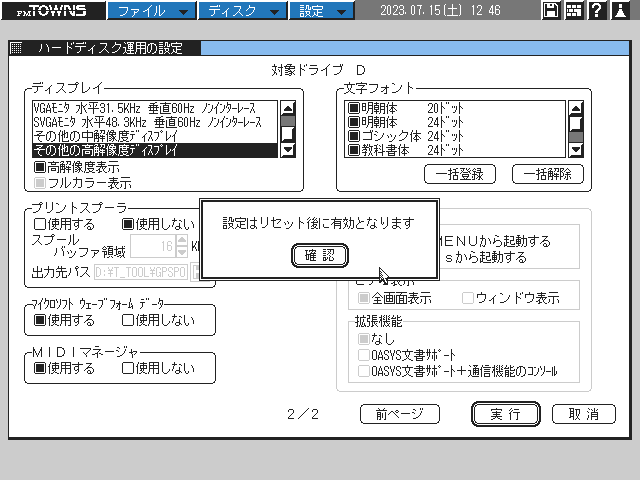 FM TOWNS ファイル ディスク 設定 2023.07.15(土) 12 46
ハードディスク運用の設定
対象ドライブ D
ディスプレイ
VGAモニタ 水平31.5KHz 垂直60Hz ノンインターレース
SVGAモニタ 水平48.3KHz 垂直60Hz ノンインターレース
その他の中解像度ディスプレイ
その他の高解像度ディスプレイ
高解像度表示
フルカラー表示
文字フォント
明朝体 20ドット
明朝体 24ドット
ゴシック体 24ドット
教科書体 24ドット
一括登録 一括解除
プリントスプーラ
使用する 使用しない
スプール
バッファ領域 16
出力先パス D:¥T_TOOL¥GPSPO
設定はリセット後に有効となります
確認
MENUから起動する
sから起動する
全画面表示 ウィンドウ表示
マイクロソフト ウェーブフォーム データ
使用する 使用しない
拡張機能
なし
OASYS文書サポート
OASYS文書サポート+通信機能のコンソール
MIDIマネージャ
使用する 使用しない
2/2 前ページ 実行 取消